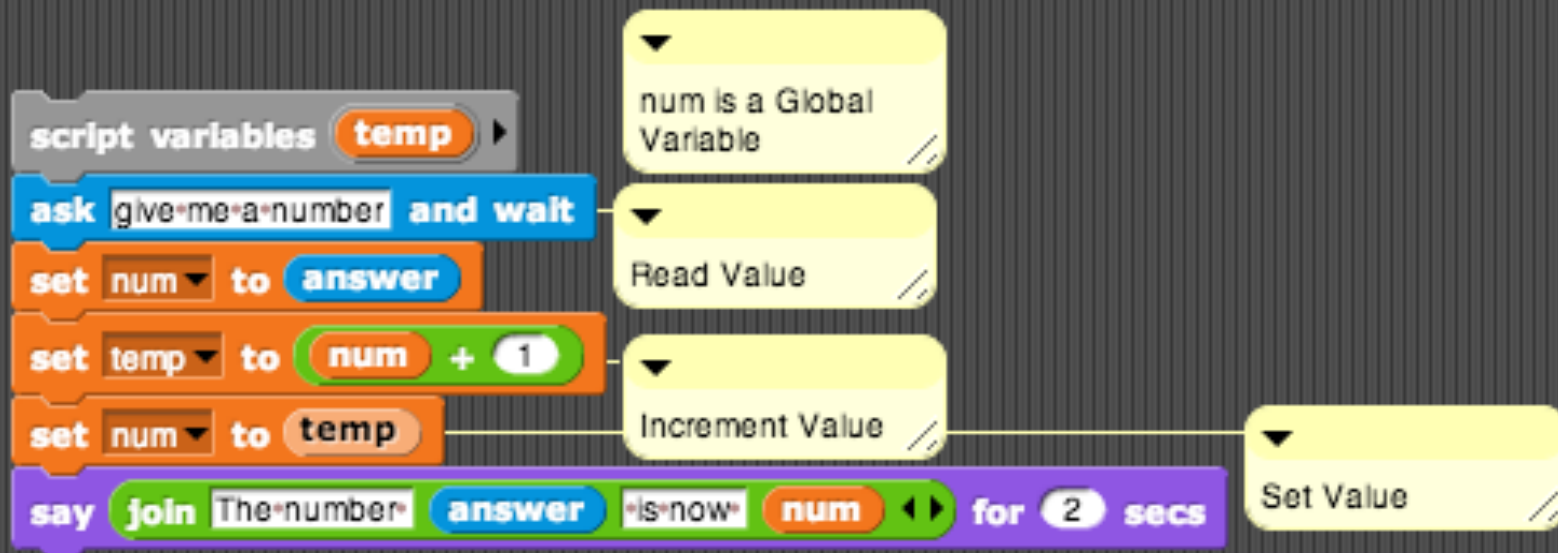 num is a Global
Variable
script variables temp
ask give me a number and wait
Read Value
set num to answer
set temp to num + 1
Increment Value
set num to temp
Set Value
say join The number answer is now num for 2 secs